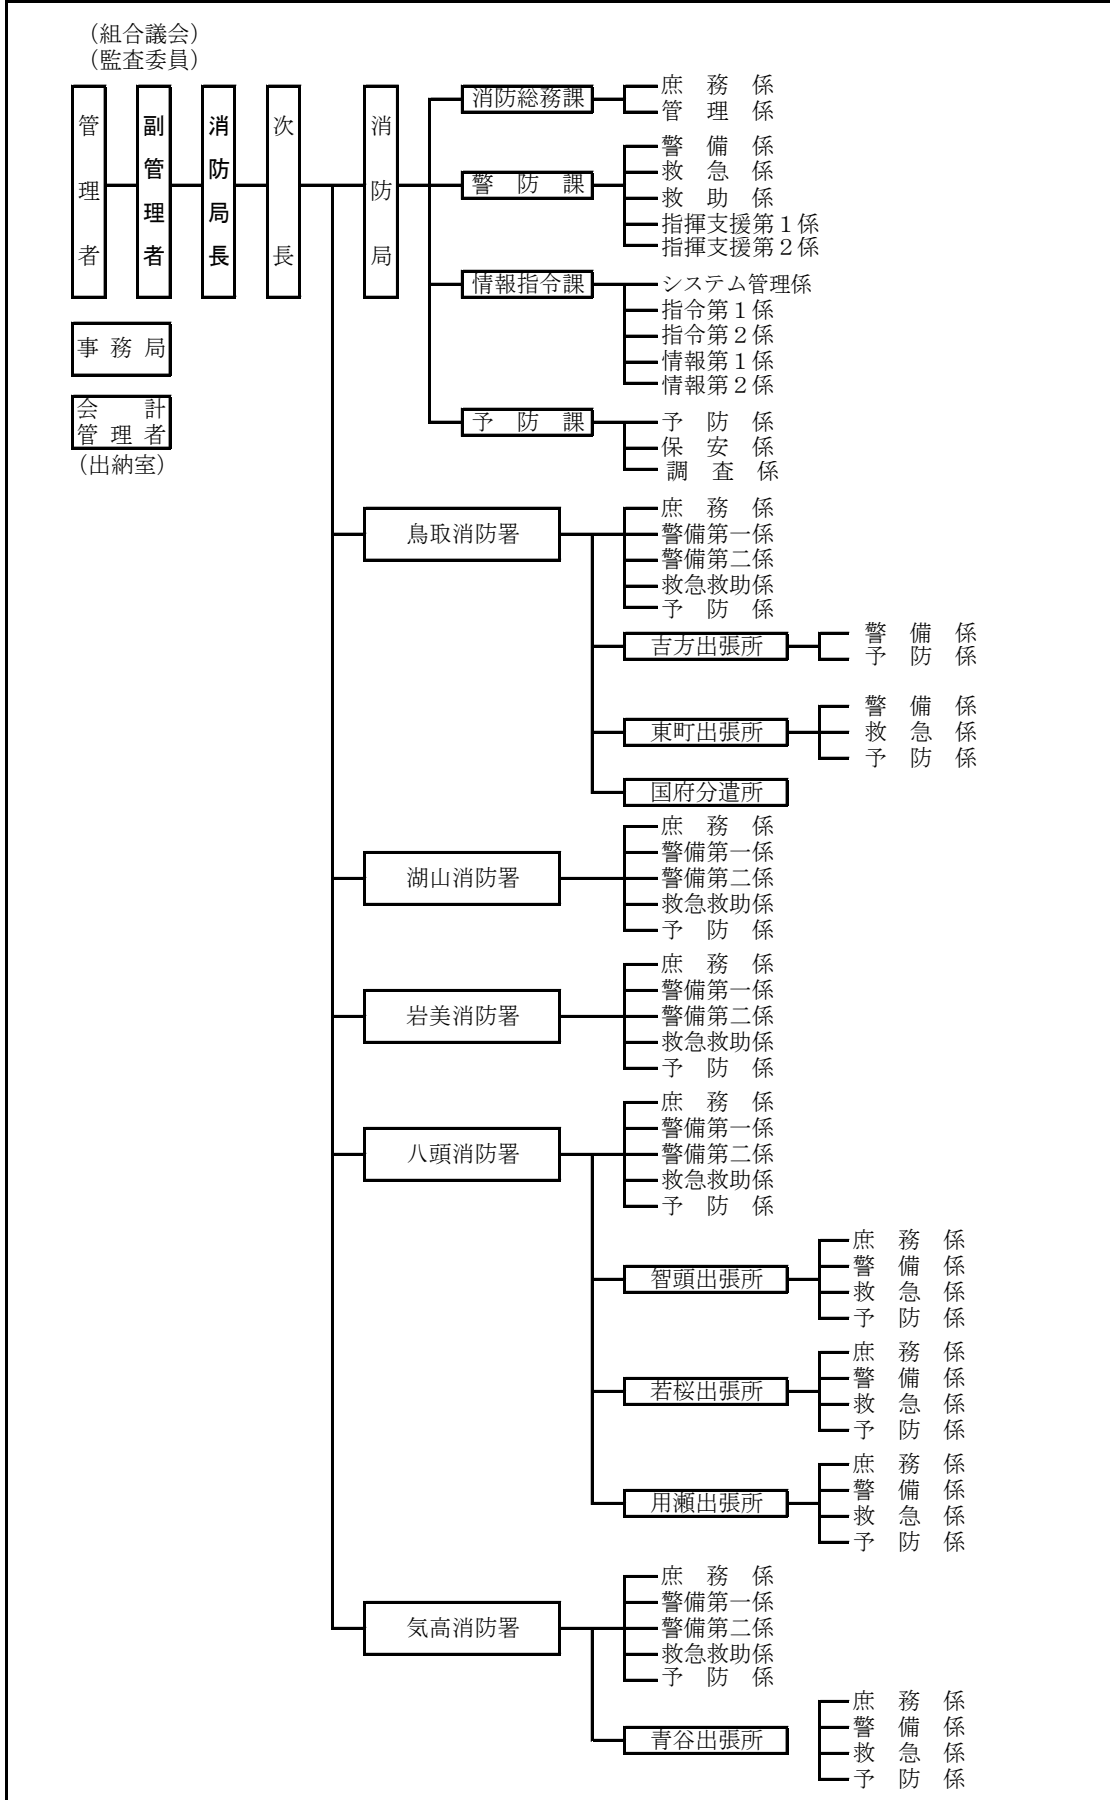 (組合議会)
(監査委員)
管理者
副管理者
消防局長
次長
消防局
消防総務課
庶務係
管理係
警防課
警備係
救急係
救助係
指揮支援第１係
指揮支援第２係
情報指令課
システム管理係
指令第１係
指令第２係
情報第１係
情報第２係
予防課
予防係
保安係
調査係
事務局
会計
管理者
(出納室)
鳥取消防署
庶務係
警備第一係
警備第二係
救急救助係
予防係
吉方出張所
警備係
予防係
東町出張所
警備係
救急係
予防係
国府分遣所
湖山消防署
庶務係
警備第一係
警備第二係
救急救助係
予防係
岩美消防署
庶務係
警備第一係
警備第二係
救急救助係
予防係
八頭消防署
庶務係
警備第一係
警備第二係
救急救助係
予防係
智頭出張所
庶務係
警備係
救急係
予防係
若桜出張所
庶務係
警備係
救急係
予防係
用瀬出張所
庶務係
警備係
救急係
予防係
気高消防署
庶務係
警備第一係
警備第二係
救急救助係
予防係
青谷出張所
庶務係
警備係
救急係
予防係